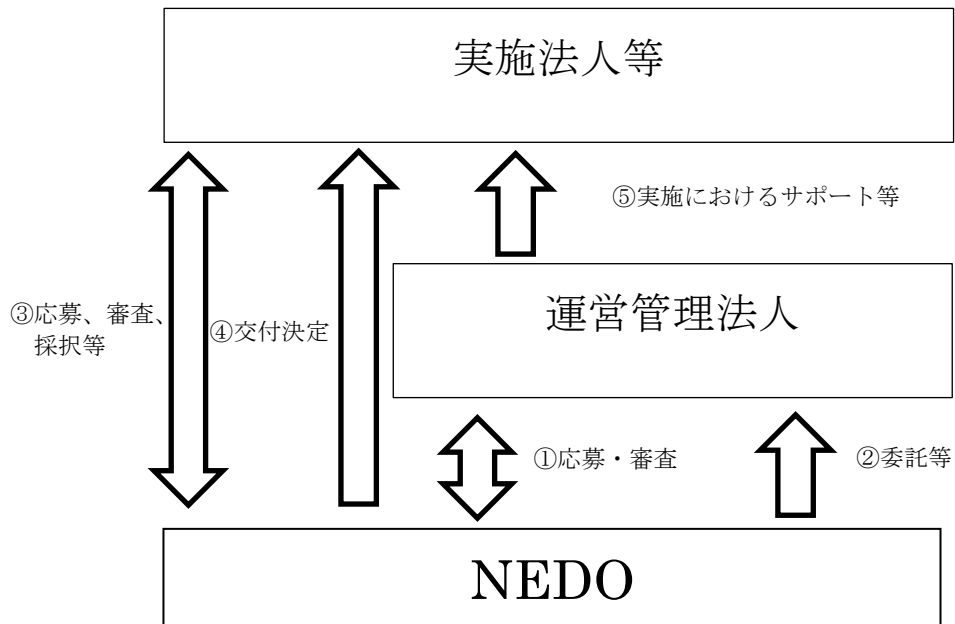 実施法人等
⑤実施におけるサポート等
③応募、審査、
採択等
④交付決定
運営管理法人
①応募・審査
②委託等
NEDO